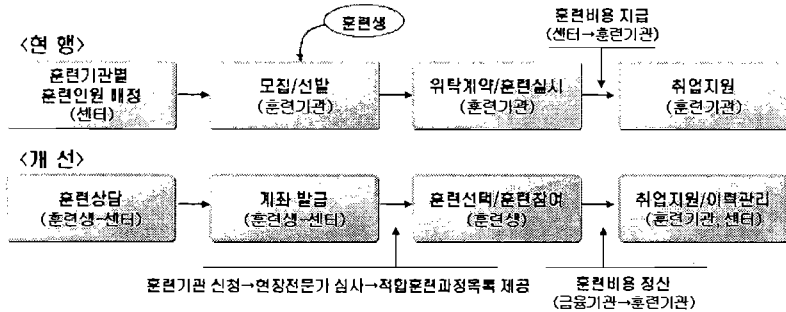 훈련생
훈련비용 지급
(센터→훈련기관)
<현 행>
훈련기관별
훈련인원 배정
(센터)
모집/선발
(훈련기관)
위탁계약/훈련실시
(훈련기관)
취업지원
(훈련기관)
<개 선>
훈련상담
(훈련생-센터)
계좌 발급
(훈련생-센터)
훈련선택/훈련참여
(훈련생)
취업지원/이력관리
(훈련기관, 센터)
훈련기관 신청→현장전문가 심사→적합훈련과정목록 제공
훈련비용 정산
(금융기관→훈련기관)